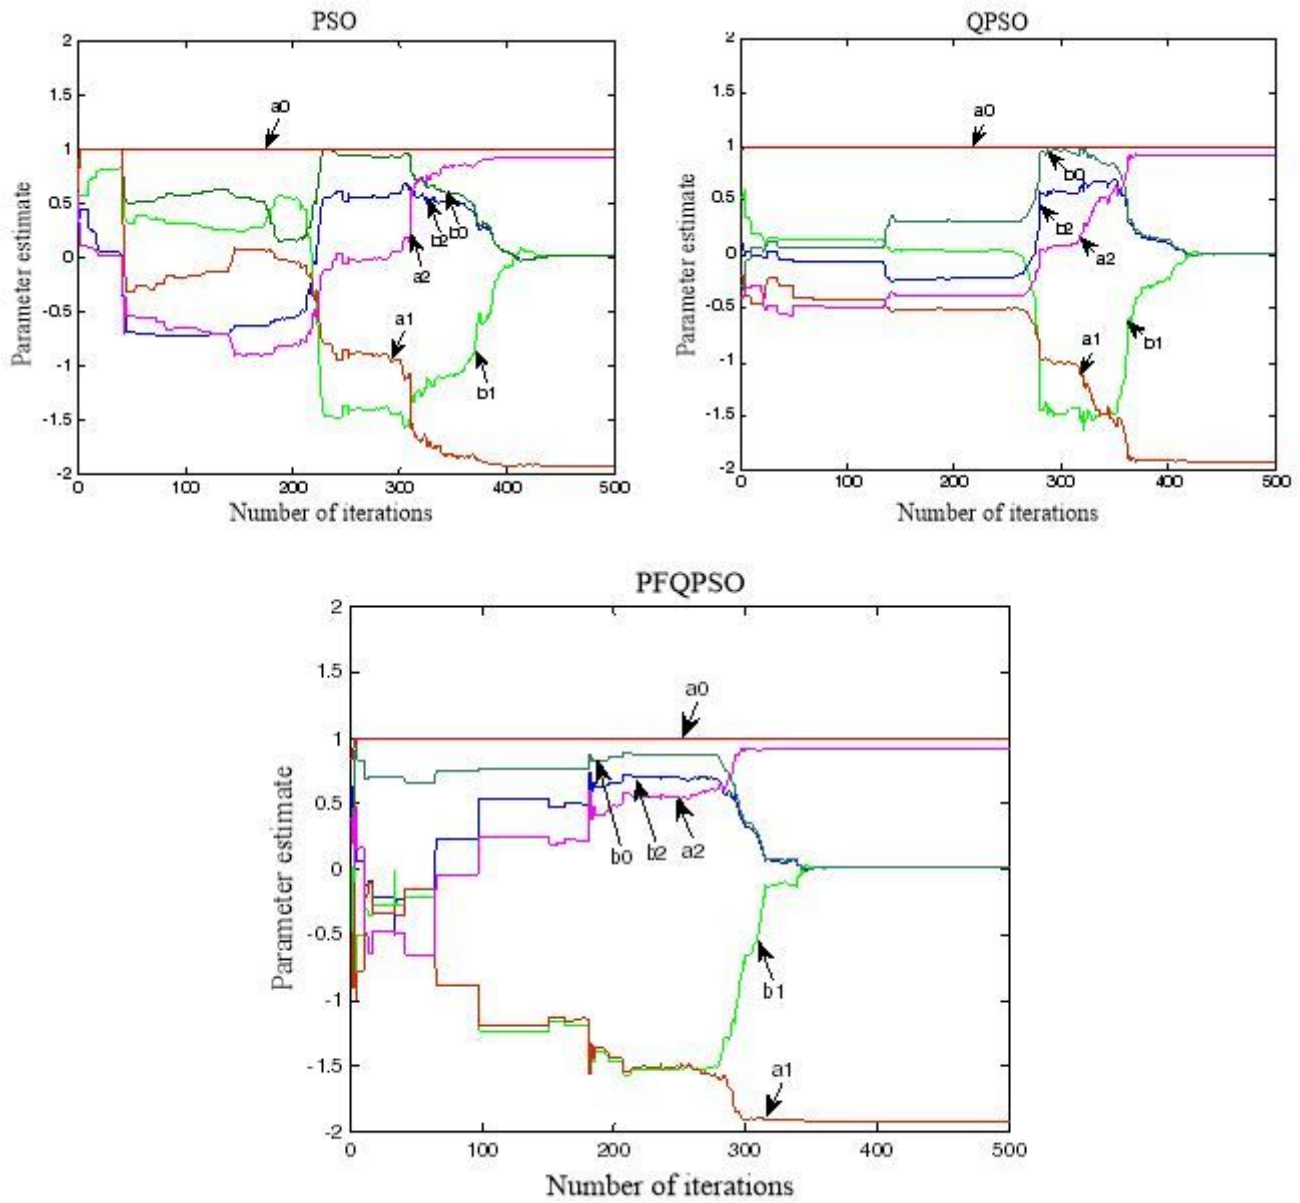 PSO
2
1.5
1
0.5
0
-0.5
-1
-1.5
-2
0 100 200 300 400 500
Parameter estimate
Number of iterations
a0
b2 b0
a2
a1
b1
QPSO
2
1.5
1
0.5
0
-0.5
-1
-1.5
-2
0 100 200 300 400 500
Parameter estimate
Number of iterations
a0
b0
b2
a2
a1
b1
PFQPSO
2
1.5
1
0.5
0
-0.5
-1
-1.5
-2
0 100 200 300 400 500
Parameter estimate
Number of iterations
a0
b0 b2 a2
b1
a1